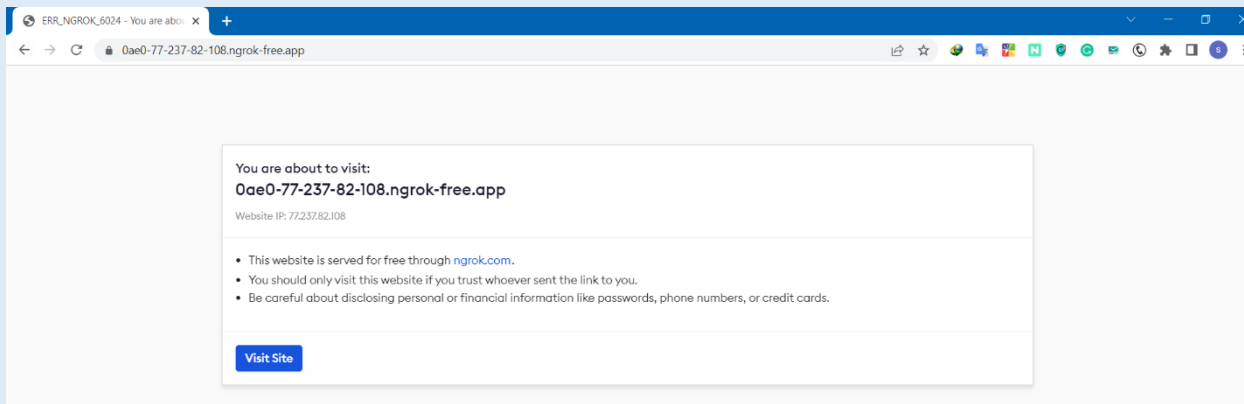 ERR_NGROK_6024 - You are abou
0ae0-77-237-82-108.ngrok-free.app
You are about to visit:
0ae0-77-237-82-108.ngrok-free.app
Website IP: 77.237.82.108
• This website is served for free through ngrok.com.
• You should only visit this website if you trust whoever sent the link to you.
• Be careful about disclosing personal or financial information like passwords, phone numbers, or credit cards.
Visit Site